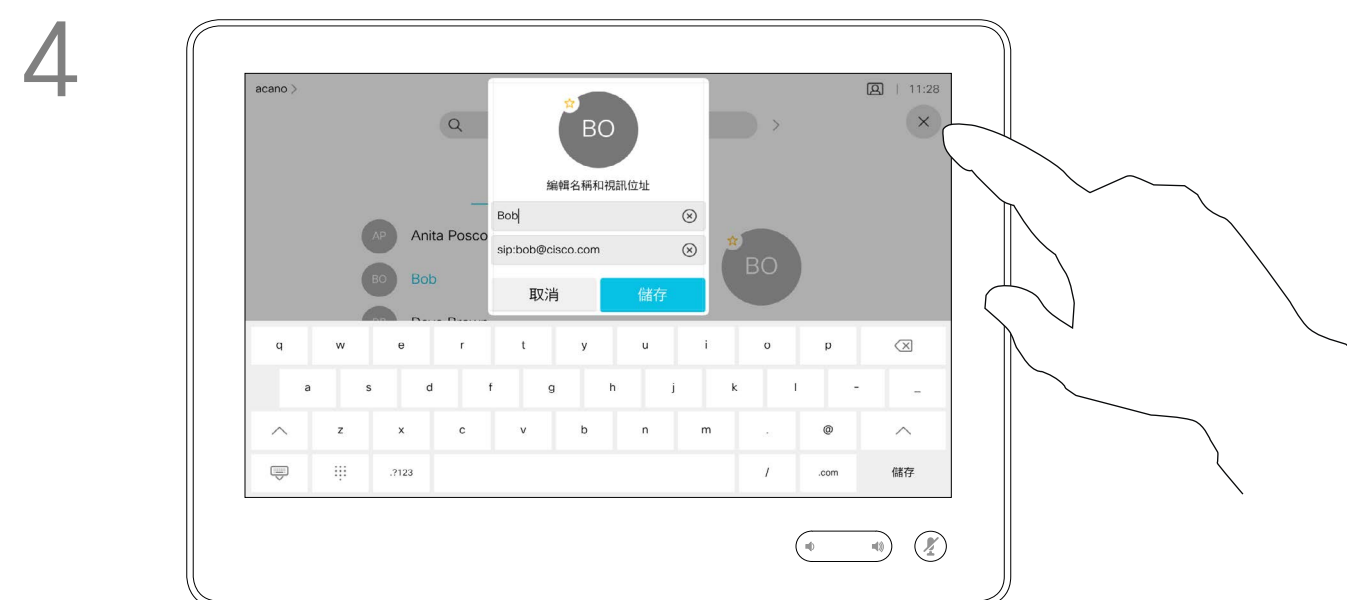 4
acano >
11:28
BO
編輯名稱和視訊位址
Bob
sip:bob@cisco.com
取消
儲存
AP Anita Posco
BO Bob
BO
q w e r t y u i o p
a s d f g h j k l - _
z x c v b n m . @
.?123 / .com 儲存